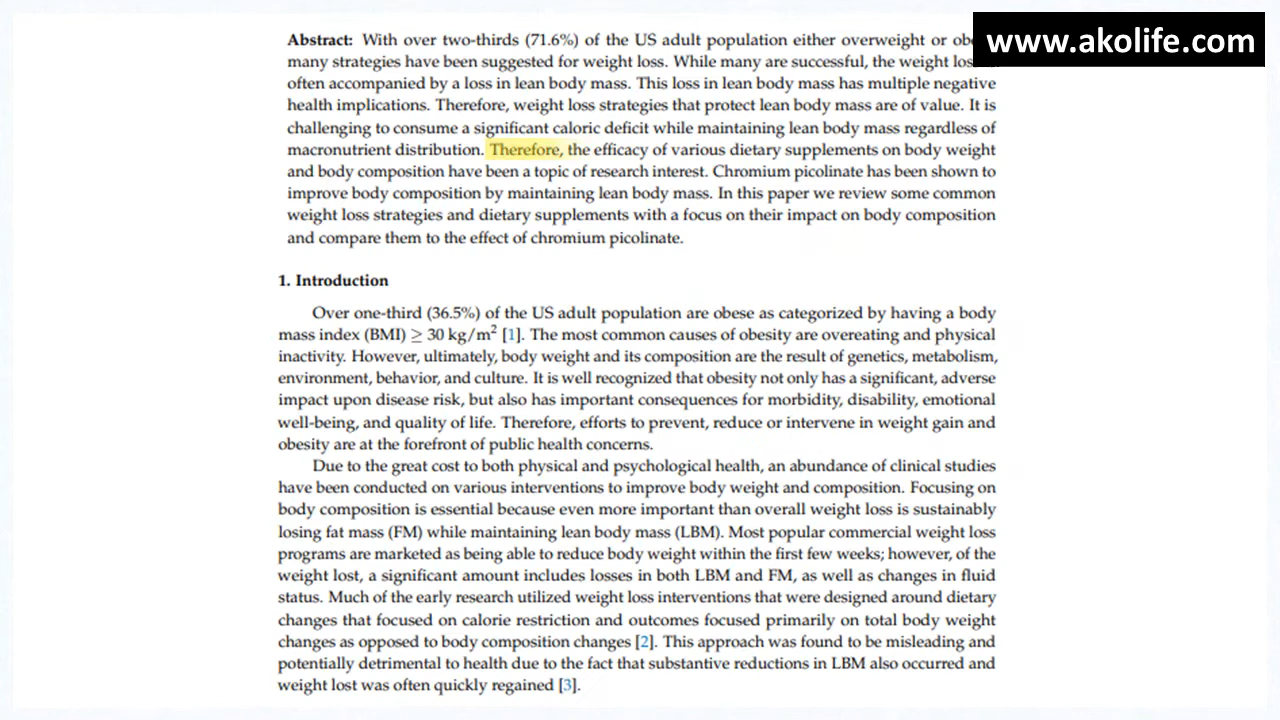 www.akolife.com
Abstract: With over two-thirds (71.6%) of the US adult population either overweight or
many strategies have been suggested for weight loss. While many are successful, the weight
often accompanied by a loss in lean body mass. This loss in lean body mass has multiple negative
health implications. Therefore, weight loss strategies that protect lean body mass are of value. It is
challenging to consume a significant caloric deficit while maintaining lean body mass regardless of
macronutrient distribution. Therefore, the efficacy of various dietary supplements on body weight
and body composition have been a topic of research interest. Chromium picolinate has been shown to
improve body composition by maintaining lean body mass. In this paper we review some common
weight loss strategies and dietary supplements with a focus on their impact on body composition
and compare them to the effect of chromium picolinate.
1. Introduction
Over one-third (36.5%) of the US adult population are obese as categorized by having a body
mass index (BMI) ≥ 30 kg/m² [1]. The most common causes of obesity are overeating and physical
inactivity. However, ultimately, body weight and its composition are the result of genetics, metabolism,
environment, behavior, and culture. It is well recognized that obesity not only has a significant, adverse
impact upon disease risk, but also has important consequences for morbidity, disability, emotional
well-being, and quality of life. Therefore, efforts to prevent, reduce or intervene in weight gain and
obesity are at the forefront of public health concerns.
Due to the great cost to both physical and psychological health, an abundance of clinical studies
have been conducted on various interventions to improve body weight and composition. Focusing on
body composition is essential because even more important than overall weight loss is sustainably
losing fat mass (FM) while maintaining lean body mass (LBM). Most popular commercial weight loss
programs are marketed as being able to reduce body weight within the first few weeks; however, of the
weight lost, a significant amount includes losses in both LBM and FM, as well as changes in fluid
status. Much of the early research utilized weight loss interventions that were designed around dietary
changes that focused on calorie restriction and outcomes focused primarily on total body weight
changes as opposed to body composition changes [2]. This approach was found to be misleading and
potentially detrimental to health due to the fact that substantive reductions in LBM also occurred and
weight lost was often quickly regained [3].